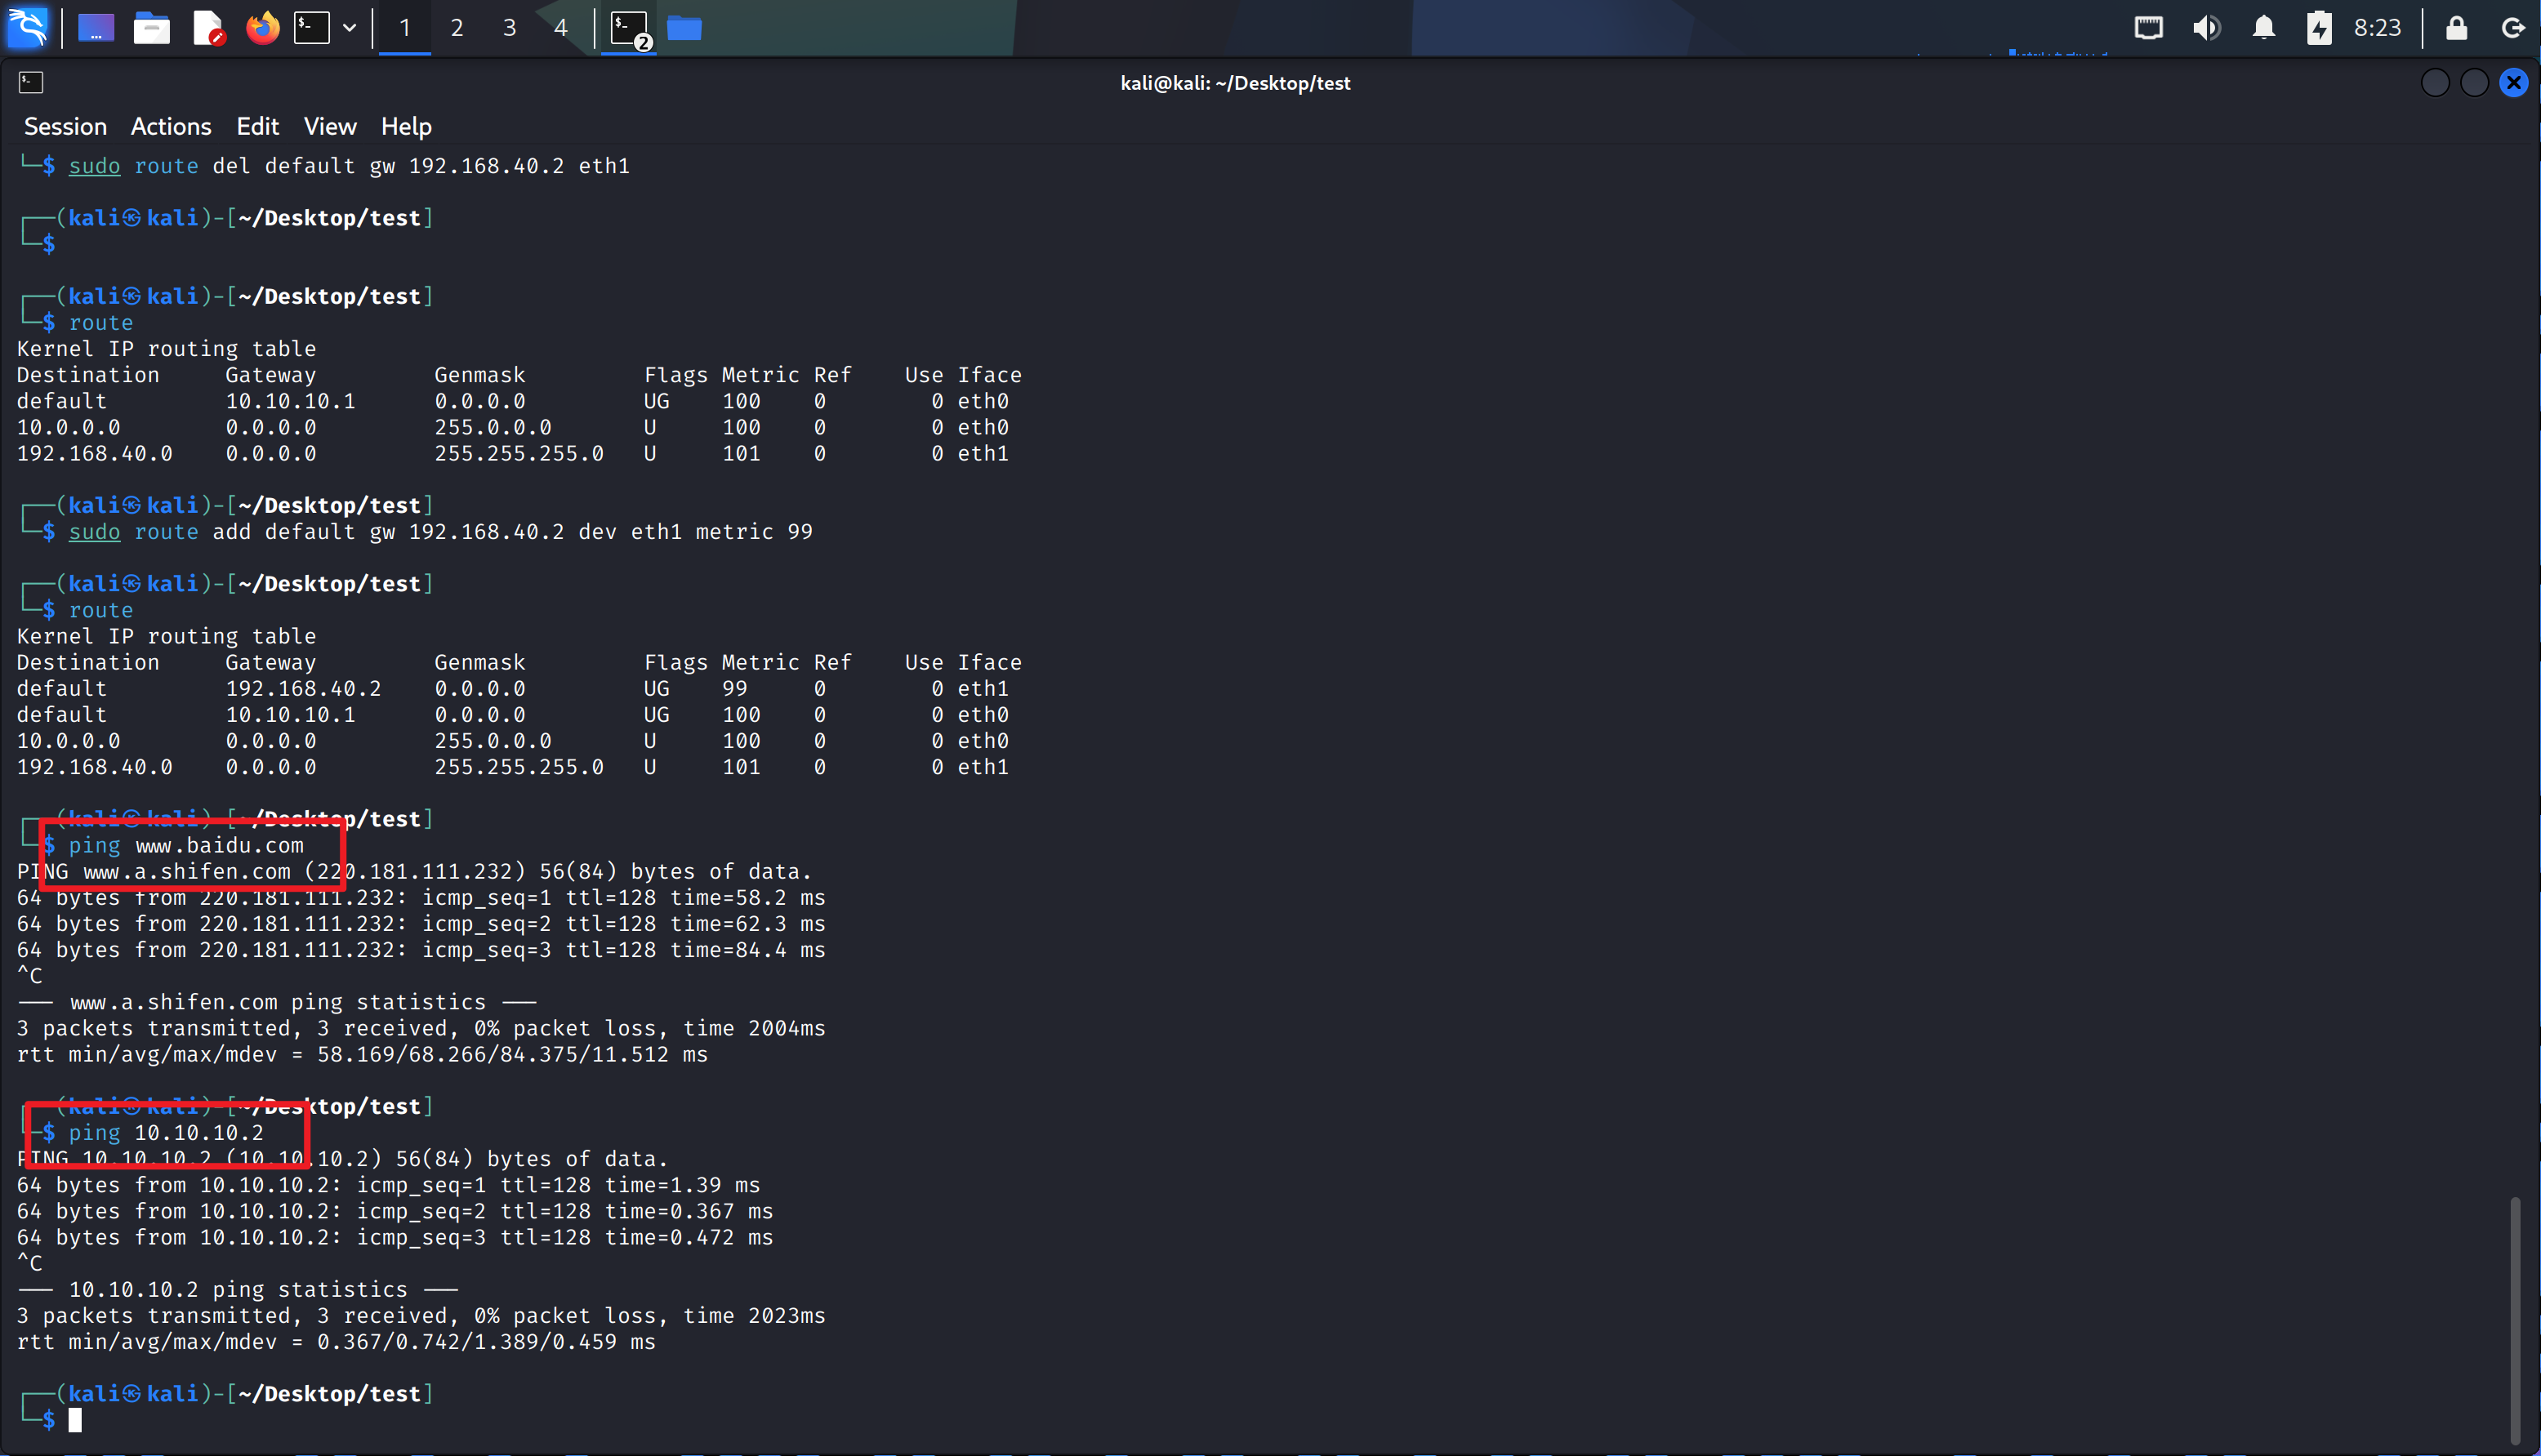 1 2 3 4 2 8:23
kali@kali: ~/Desktop/test
Session Actions Edit View Help
└─$ sudo route del default gw 192.168.40.2 eth1
┌──(kali㉿kali)-[~/Desktop/test]
└─$
┌──(kali㉿kali)-[~/Desktop/test]
└─$ route
Kernel IP routing table
Destination Gateway Genmask Flags Metric Ref Use Iface
default 10.10.10.1 0.0.0.0 UG 100 0 0 eth0
10.0.0.0 0.0.0.0 255.0.0.0 U 100 0 0 eth0
192.168.40.0 0.0.0.0 255.255.255.0 U 101 0 0 eth1
┌──(kali㉿kali)-[~/Desktop/test]
└─$ sudo route add default gw 192.168.40.2 dev eth1 metric 99
┌──(kali㉿kali)-[~/Desktop/test]
└─$ route
Kernel IP routing table
Destination Gateway Genmask Flags Metric Ref Use Iface
default 192.168.40.2 0.0.0.0 UG 99 0 0 eth1
default 10.10.10.1 0.0.0.0 UG 100 0 0 eth0
10.0.0.0 0.0.0.0 255.0.0.0 U 100 0 0 eth0
192.168.40.0 0.0.0.0 255.255.255.0 U 101 0 0 eth1
┌──(kali㉿kali)-[~/Desktop/test]
└─$ ping www.baidu.com
PING www.a.shifen.com (220.181.111.232) 56(84) bytes of data.
64 bytes from 220.181.111.232: icmp_seq=1 ttl=128 time=58.2 ms
64 bytes from 220.181.111.232: icmp_seq=2 ttl=128 time=62.3 ms
64 bytes from 220.181.111.232: icmp_seq=3 ttl=128 time=84.4 ms
^C
--- www.a.shifen.com ping statistics ---
3 packets transmitted, 3 received, 0% packet loss, time 2004ms
rtt min/avg/max/mdev = 58.169/68.266/84.375/11.512 ms
┌──(kali㉿kali)-[~/Desktop/test]
└─$ ping 10.10.10.2
PING 10.10.10.2 (10.10.10.2) 56(84) bytes of data.
64 bytes from 10.10.10.2: icmp_seq=1 ttl=128 time=1.39 ms
64 bytes from 10.10.10.2: icmp_seq=2 ttl=128 time=0.367 ms
64 bytes from 10.10.10.2: icmp_seq=3 ttl=128 time=0.472 ms
^C
--- 10.10.10.2 ping statistics ---
3 packets transmitted, 3 received, 0% packet loss, time 2023ms
rtt min/avg/max/mdev = 0.367/0.742/1.389/0.459 ms
┌──(kali㉿kali)-[~/Desktop/test]
└─$